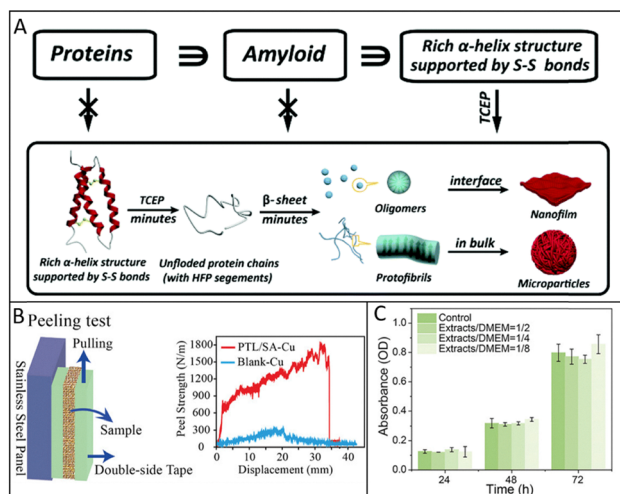 A
Proteins ∋ Amyloid ∋ Rich α-helix structure
supported by S-S bonds
TCEP
TCEP
minutes
β-sheet
minutes
Oligomers
interface
Nanofilm
Rich α-helix structure
supported by S-S bonds
Unfloded protein chains
(with HFP segements)
Protofibrils
in bulk
Microparticles
B
Peeling test
Pulling
Stainless Steel Panel
Sample
Double-side Tape
Peel Strength (N/m)
1800
1500
1200
900
600
300
0
PTL/SA-Cu
Blank-Cu
0 10 20 30 40
Displacement (mm)
C
Absorbance (OD)
1.0
0.8
0.6
0.4
0.2
0.0
Control
Extracts/DMEM=1/2
Extracts/DMEM=1/4
Extracts/DMEM=1/8
24 48 72
Time (h)